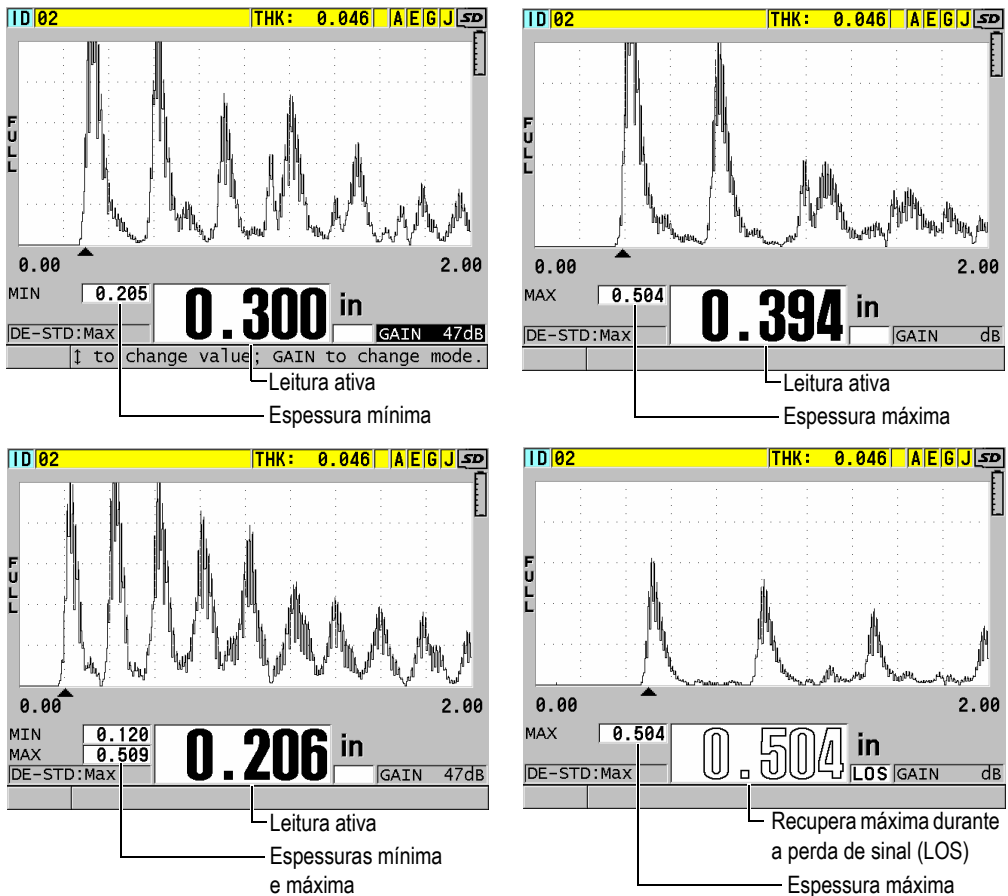 ID 02 THK: 0.046 A E G J SD
FULL
0.00 2.00
MIN 0.205 0.300 in
DE-STD:Max GAIN 47dB
↕ to change value; GAIN to change mode.
Leitura ativa
Espessura mínima
ID 02 THK: 0.046 A E G J SD
FULL
0.00 2.00
MAX 0.504 0.394 in
DE-STD:Max GAIN dB
Leitura ativa
Espessura máxima
ID 02 THK: 0.046 A E G J SD
FULL
0.00 2.00
MIN 0.120
MAX 0.509 0.206 in
DE-STD:Max GAIN 47dB
Leitura ativa
Espessuras mínima
e máxima
ID 02 THK: 0.046 A E G J SD
FULL
0.00 2.00
MAX 0.504 0.504 in
DE-STD:Max LOS GAIN dB
Recupera máxima durante
a perda de sinal (LOS)
Espessura máxima